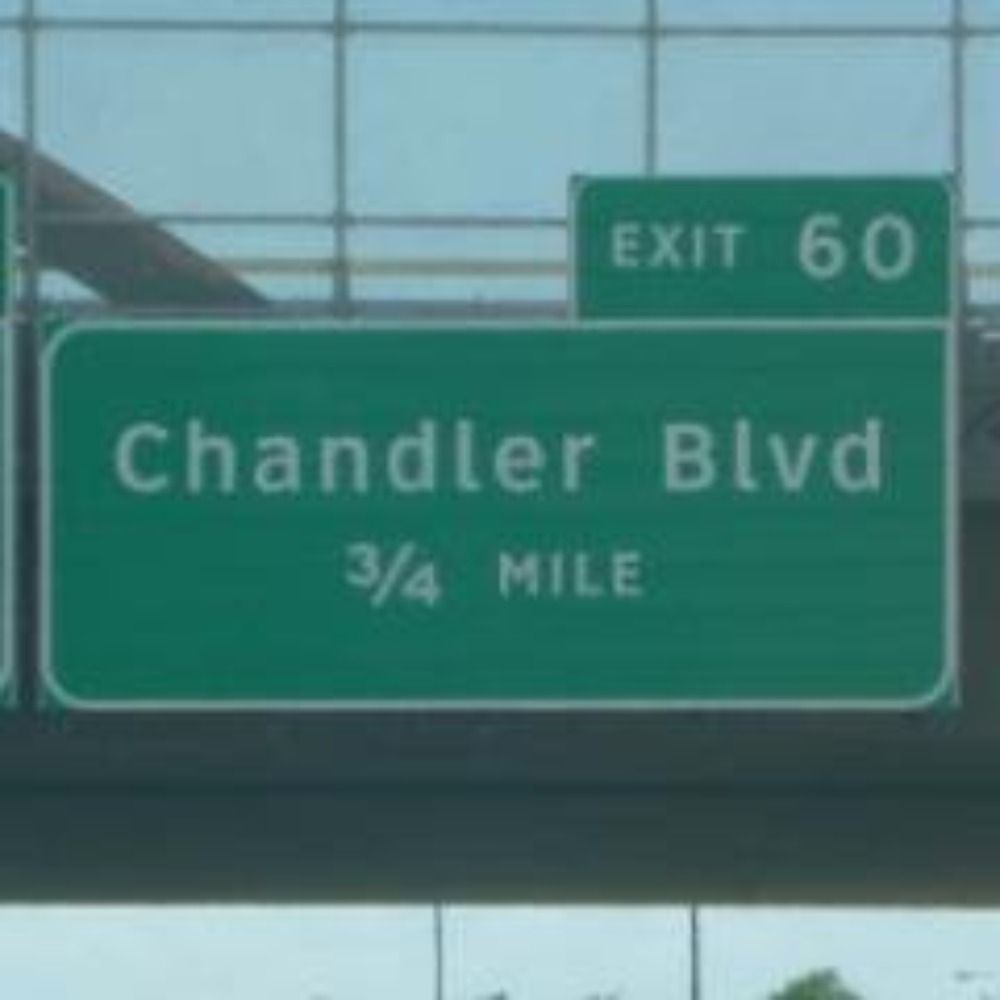 EXIT 60
Chandler Blvd
3/4 MILE